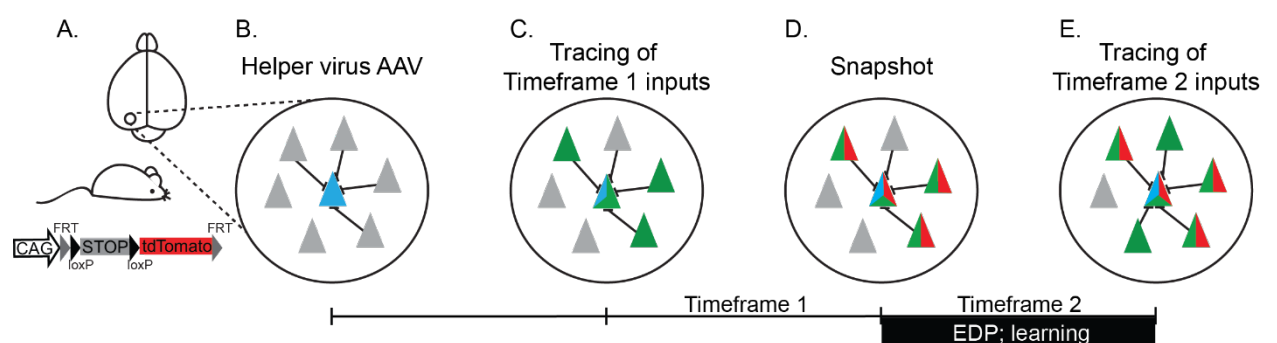 A.
B.
Helper virus AAV
C.
Tracing of
Timeframe 1 inputs
D.
Snapshot
E.
Tracing of
Timeframe 2 inputs
FRT
FRT
CAG
STOP
tdTomato
loxP
loxP
Timeframe 1
Timeframe 2
EDP; learning